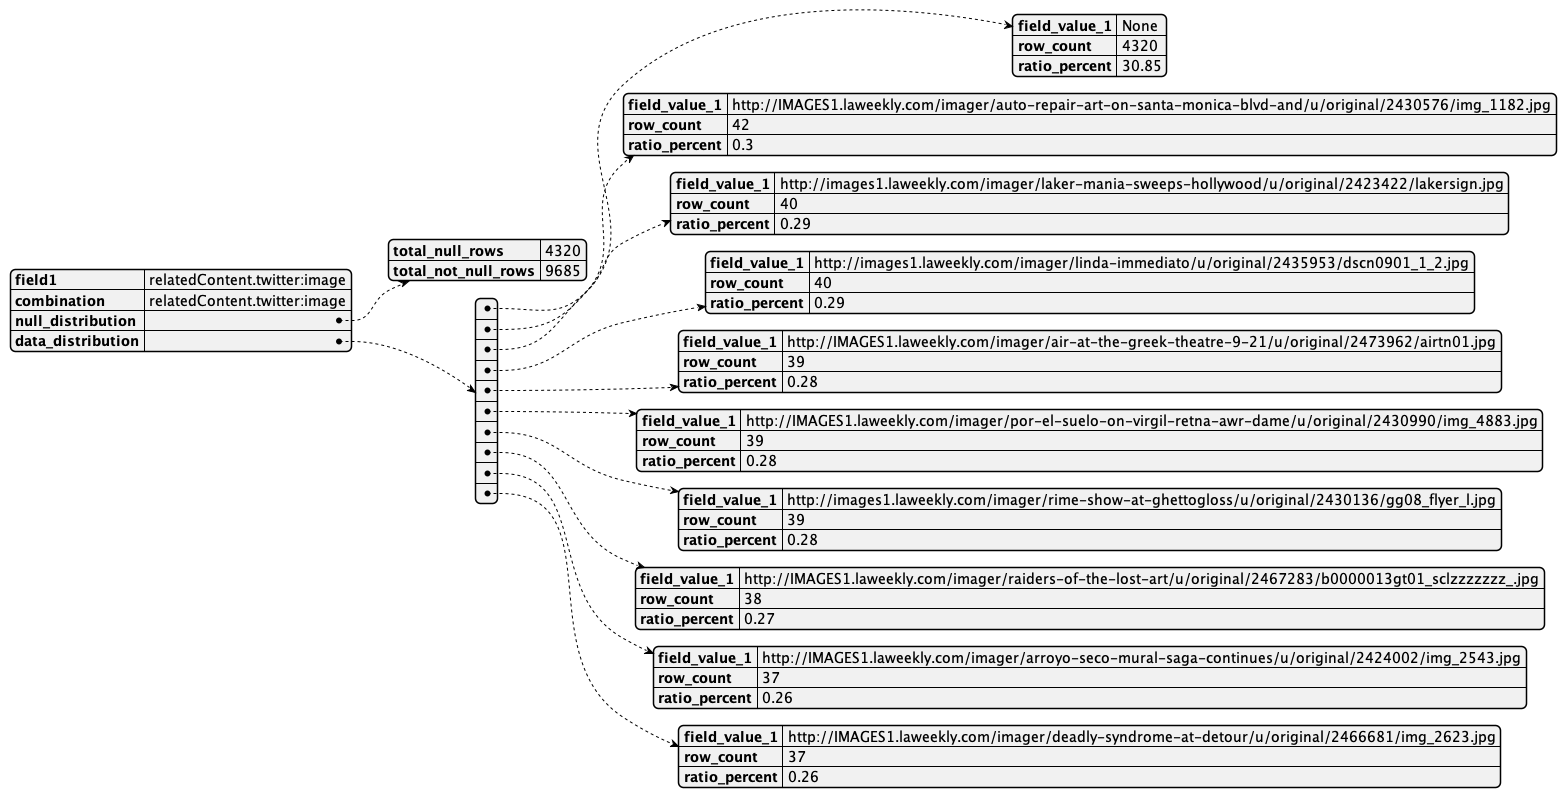 field1 relatedContent.twitter:image
combination relatedContent.twitter:image
null_distribution
data_distribution
total_null_rows 4320
total_not_null_rows 9685
field_value_1 None
row_count 4320
ratio_percent 30.85
field_value_1 http://IMAGES1.laweekly.com/imager/auto-repair-art-on-santa-monica-blvd-and/u/original/2430576/img_1182.jpg
row_count 42
ratio_percent 0.3
field_value_1 http://images1.laweekly.com/imager/laker-mania-sweeps-hollywood/u/original/2423422/lakersign.jpg
row_count 40
ratio_percent 0.29
field_value_1 http://images1.laweekly.com/imager/linda-immediato/u/original/2435953/dscn0901_1_2.jpg
row_count 40
ratio_percent 0.29
field_value_1 http://IMAGES1.laweekly.com/imager/air-at-the-greek-theatre-9-21/u/original/2473962/airtn01.jpg
row_count 39
ratio_percent 0.28
field_value_1 http://IMAGES1.laweekly.com/imager/por-el-suelo-on-virgil-retna-awr-dame/u/original/2430990/img_4883.jpg
row_count 39
ratio_percent 0.28
field_value_1 http://images1.laweekly.com/imager/rime-show-at-ghettogloss/u/original/2430136/gg08_flyer_l.jpg
row_count 39
ratio_percent 0.28
field_value_1 http://IMAGES1.laweekly.com/imager/raiders-of-the-lost-art/u/original/2467283/b0000013gt01_sclzzzzzzz_.jpg
row_count 38
ratio_percent 0.27
field_value_1 http://IMAGES1.laweekly.com/imager/arroyo-seco-mural-saga-continues/u/original/2424002/img_2543.jpg
row_count 37
ratio_percent 0.26
field_value_1 http://IMAGES1.laweekly.com/imager/deadly-syndrome-at-detour/u/original/2466681/img_2623.jpg
row_count 37
ratio_percent 0.26